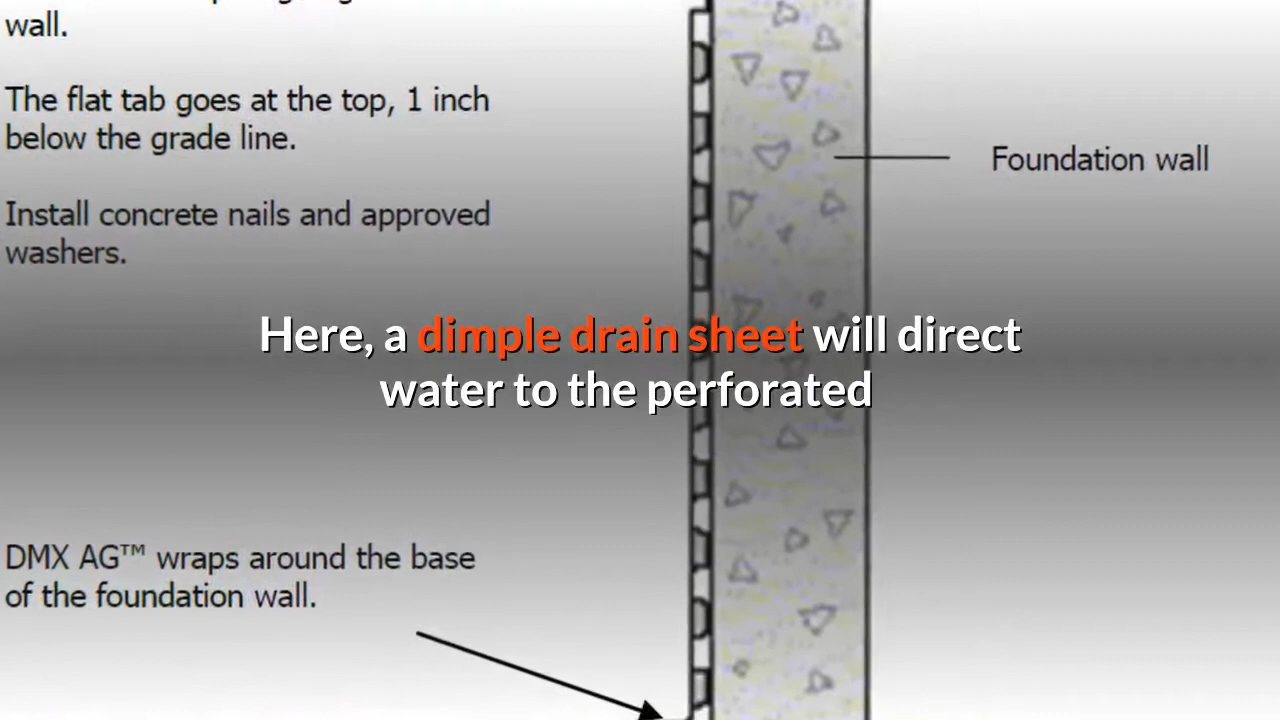 wall.
The flat tab goes at the top, 1 inch
below the grade line.
Install concrete nails and approved
washers.
Foundation wall
Here, a dimple drain sheet will direct
water to the perforated
DMX AG™ wraps around the base
of the foundation wall.